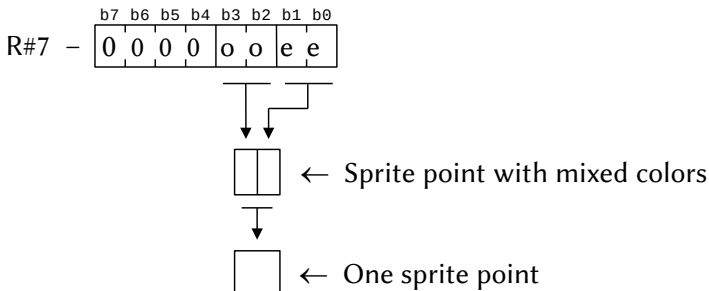 b7 b6 b5 b4 b3 b2 b1 b0
R#7 – 0 0 0 0 o o e e
← Sprite point with mixed colors
← One sprite point